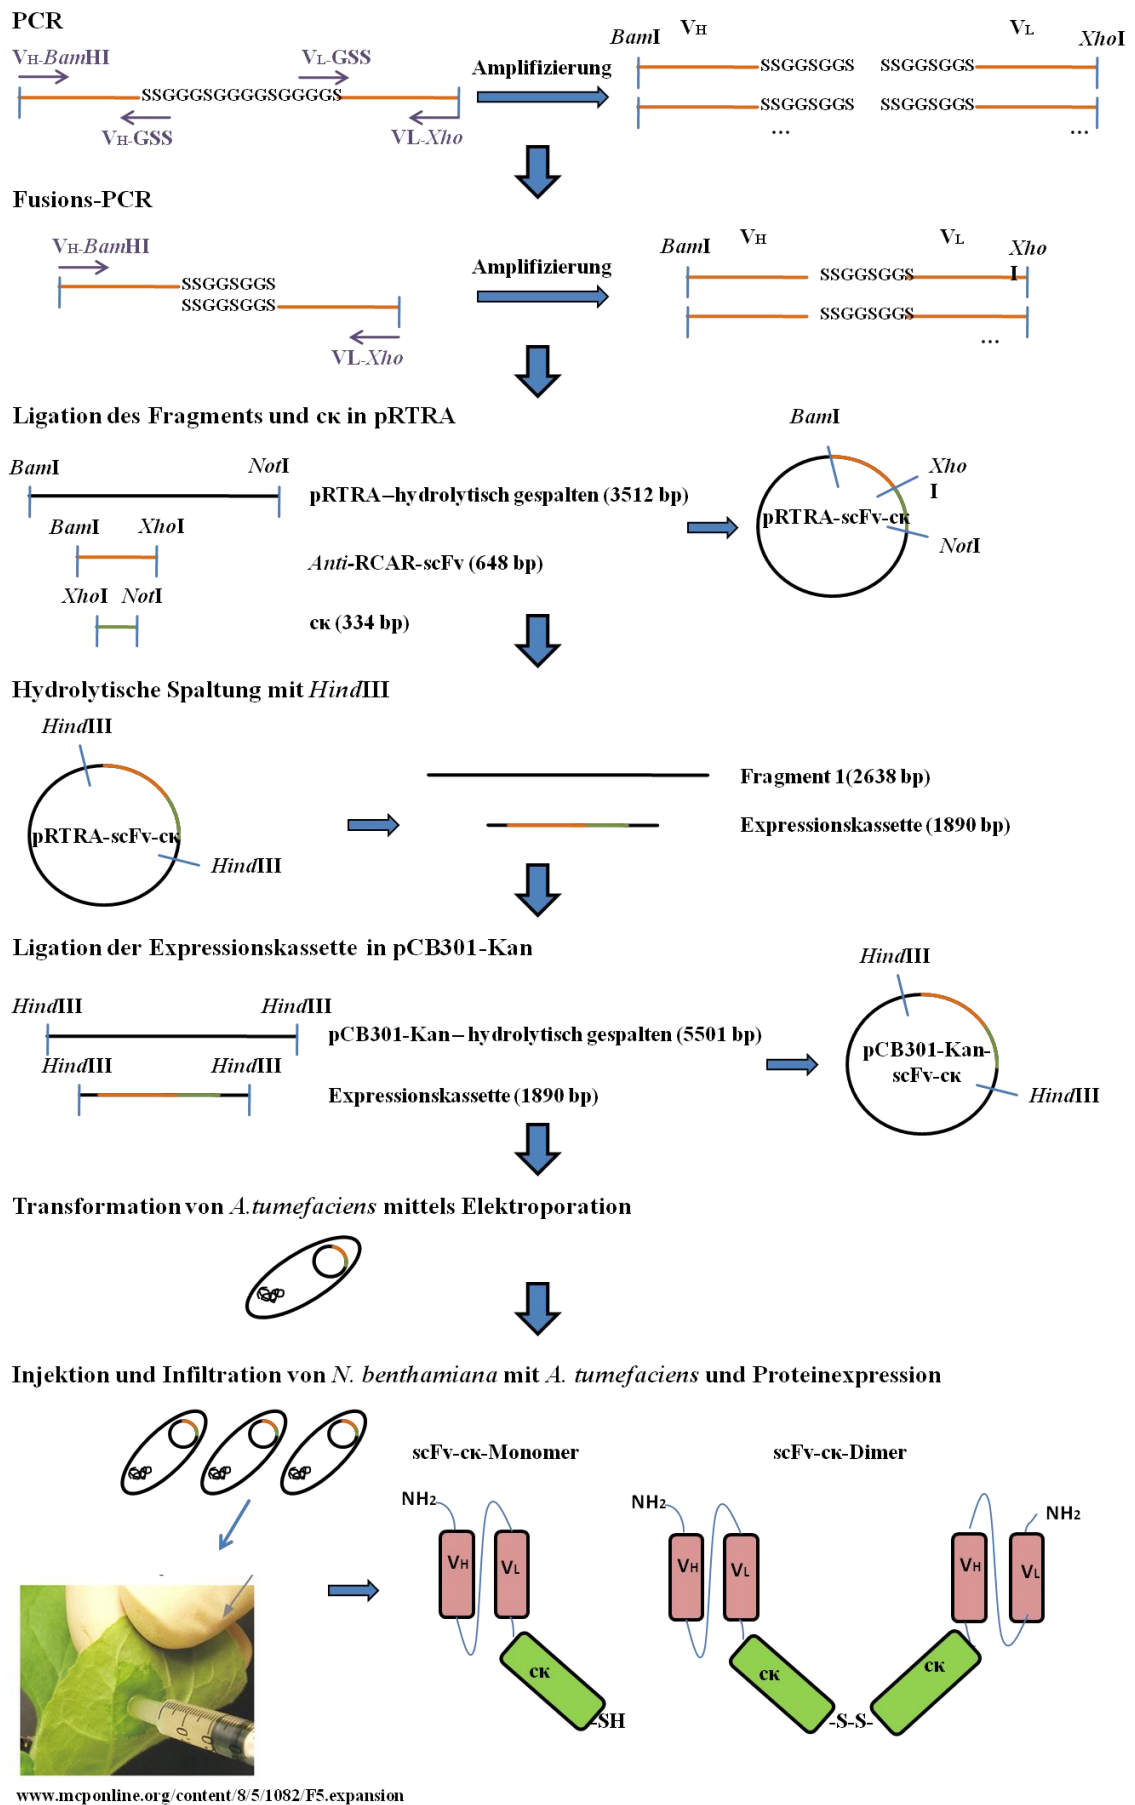 PCR
VH-BamHI
VL-GSS
SSGGGSGGGGSGGGGS
VH-GSS
VL-Xho
Amplifizierung
BamI
VH
VL
XhoI
SSGGSGGS SSGGSGGS
SSGGSGGS SSGGSGGS
... ...
Fusions-PCR
VH-BamHI
SSGGSGGS
SSGGSGGS
VL-Xho
Amplifizierung
BamI
VH
VL
Xho
I
SSGGSGGS
SSGGSGGS
...
Ligation des Fragments und cκ in pRTRA
BamI
NotI
pRTRA–hydrolytisch gespalten (3512 bp)
BamI
XhoI
Anti-RCAR-scFv (648 bp)
XhoI
NotI
cκ (334 bp)
BamI
Xho
I
pRTRA-scFv-cκ
NotI
Hydrolytische Spaltung mit HindIII
HindIII
pRTRA-scFv-cκ
HindIII
Fragment 1(2638 bp)
Expressionskassette (1890 bp)
Ligation der Expressionskassette in pCB301-Kan
HindIII
HindIII
pCB301-Kan– hydrolytisch gespalten (5501 bp)
HindIII
HindIII
Expressionskassette (1890 bp)
HindIII
pCB301-Kan-
scFv-cκ
HindIII
Transformation von A.tumefaciens mittels Elektroporation
Injektion und Infiltration von N. benthamiana mit A. tumefaciens und Proteinexpression
scFv-cκ-Monomer
scFv-cκ-Dimer
NH2
VH
VL
cκ
-SH
NH2
VH
VL
cκ
-S-S-
NH2
VH
VL
cκ
www.mcponline.org/content/8/5/1082/F5.expansion